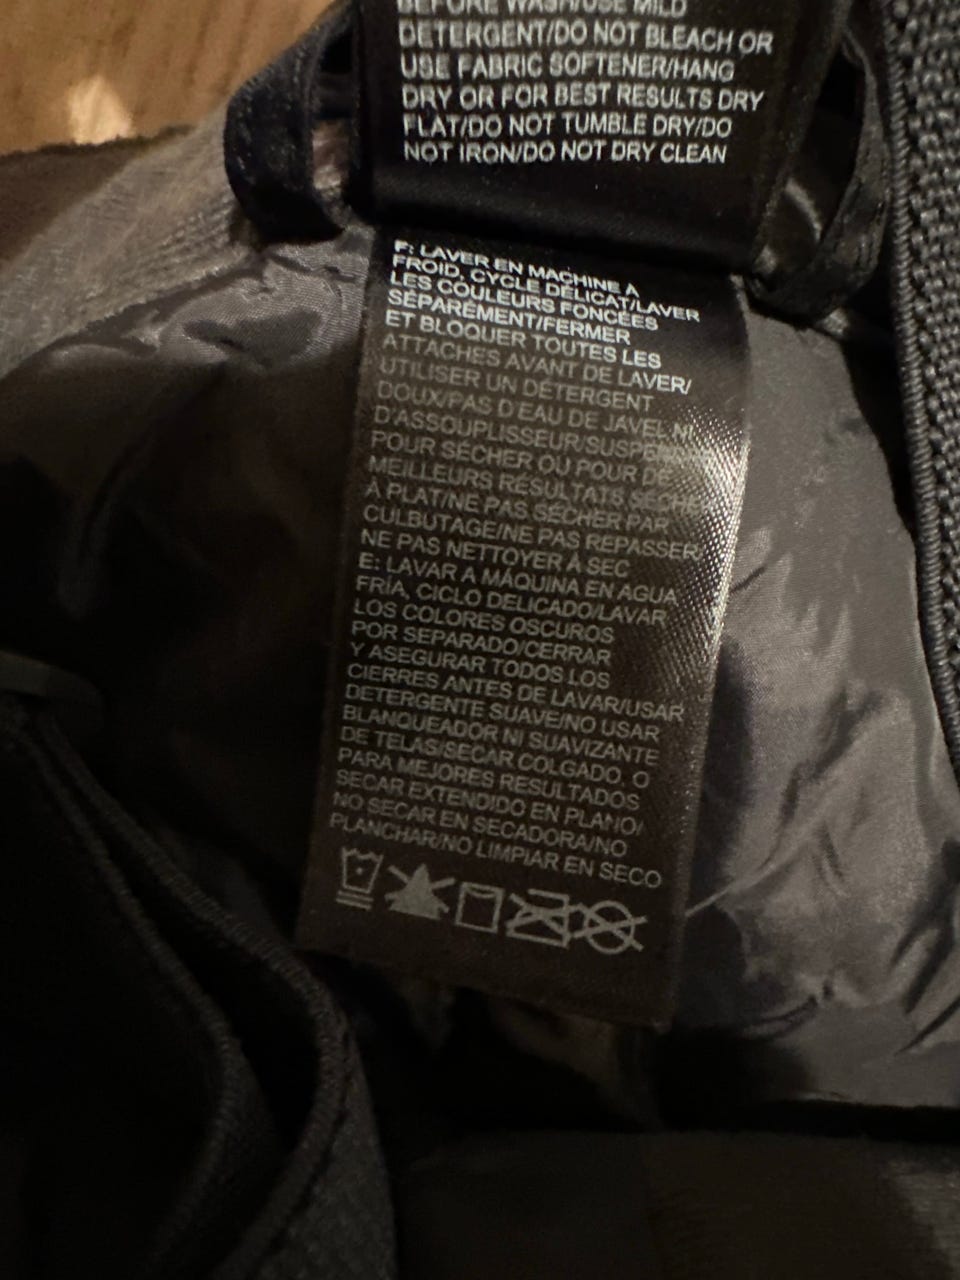 BEFORE WASH/USE MILD
DETERGENT/DO NOT BLEACH OR
USE FABRIC SOFTENER/HANG
DRY OR FOR BEST RESULTS DRY
FLAT/DO NOT TUMBLE DRY/DO
NOT IRON/DO NOT DRY CLEAN
F: LAVER EN MACHINE À
FROID, CYCLE DÉLICAT/LAVER
LES COULEURS FONCÉES
SÉPARÉMENT/FERMER
ET BLOQUER TOUTES LES
ATTACHES AVANT DE LAVER/
UTILISER UN DÉTERGENT
DOUX/PAS D'EAU DE JAVEL NI
D'ASSOUPLISSEUR/SUSPENDRE
POUR SÉCHER OU POUR DE
MEILLEURS RÉSULTATS SÉCHER
À PLAT/NE PAS SÉCHER PAR
CULBUTAGE/NE PAS REPASSER/
NE PAS NETTOYER À SEC
E: LAVAR A MÁQUINA EN AGUA
FRÍA, CICLO DELICADO/LAVAR
LOS COLORES OSCUROS
POR SEPARADO/CERRAR
Y ASEGURAR TODOS LOS
CIERRES ANTES DE LAVAR/USAR
DETERGENTE SUAVE/NO USAR
BLANQUEADOR NI SUAVIZANTE
DE TELAS/SECAR COLGADO, O
PARA MEJORES RESULTADOS
SECAR EXTENDIDO EN PLANO/
NO SECAR EN SECADORA/NO
PLANCHAR/NO LIMPIAR EN SECO